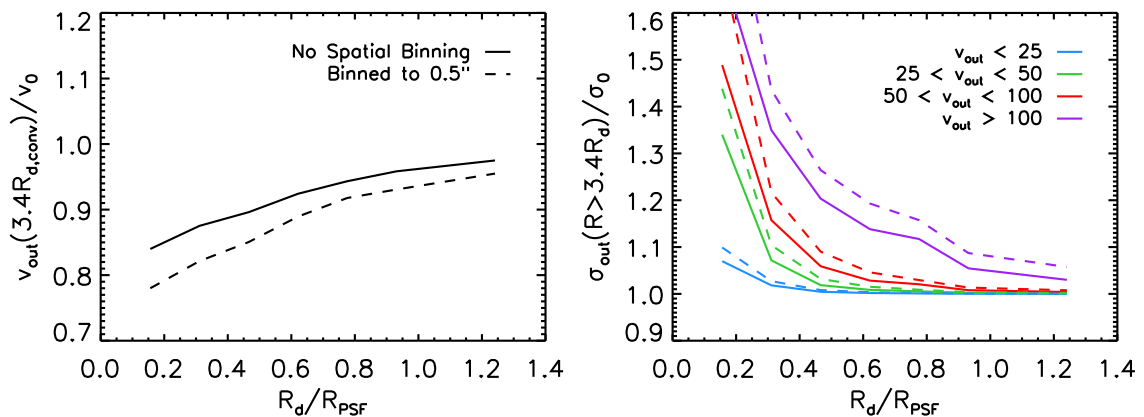 v_out(3.4R_d,conv)/v_0
1.2
1.1
1.0
0.9
0.8
0.7
No Spatial Binning
Binned to 0.5"
0.0 0.2 0.4 0.6 0.8 1.0 1.2 1.4
R_d/R_PSF
σ_out(R>3.4R_d)/σ_0
1.6
1.5
1.4
1.3
1.2
1.1
1.0
0.9
v_out < 25
25 < v_out < 50
50 < v_out < 100
v_out > 100
0.0 0.2 0.4 0.6 0.8 1.0 1.2 1.4
R_d/R_PSF